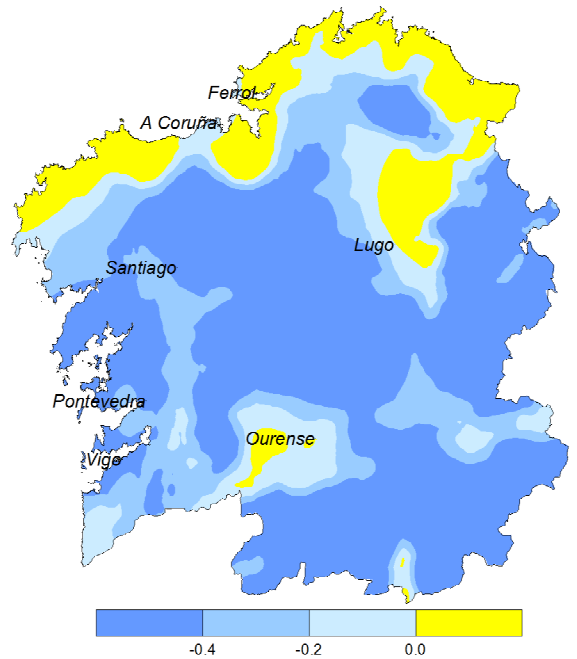 Ferrol
A Coruña
Lugo
Santiago
Pontevedra
Ourense
Vigo
-0.4 -0.2 0.0